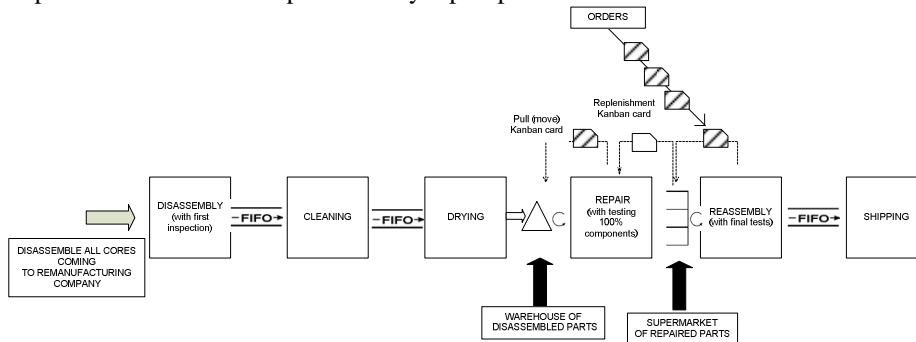 ORDERS
Replenishment
Kanban card
Pull (move)
Kanban card
DISASSEMBLY
(with first
inspection)
FIFO
CLEANING
FIFO
DRYING
REPAIR
(with testing
100%
components)
REASSEMBLY
(with final tests)
FIFO
SHIPPING
DISASSEMBLE ALL CORES
COMING
TO REMANUFACTURING
COMPANY
WAREHOUSE OF
DISASSEMBLED PARTS
SUPERMARKET
OF REPAIRED PARTS